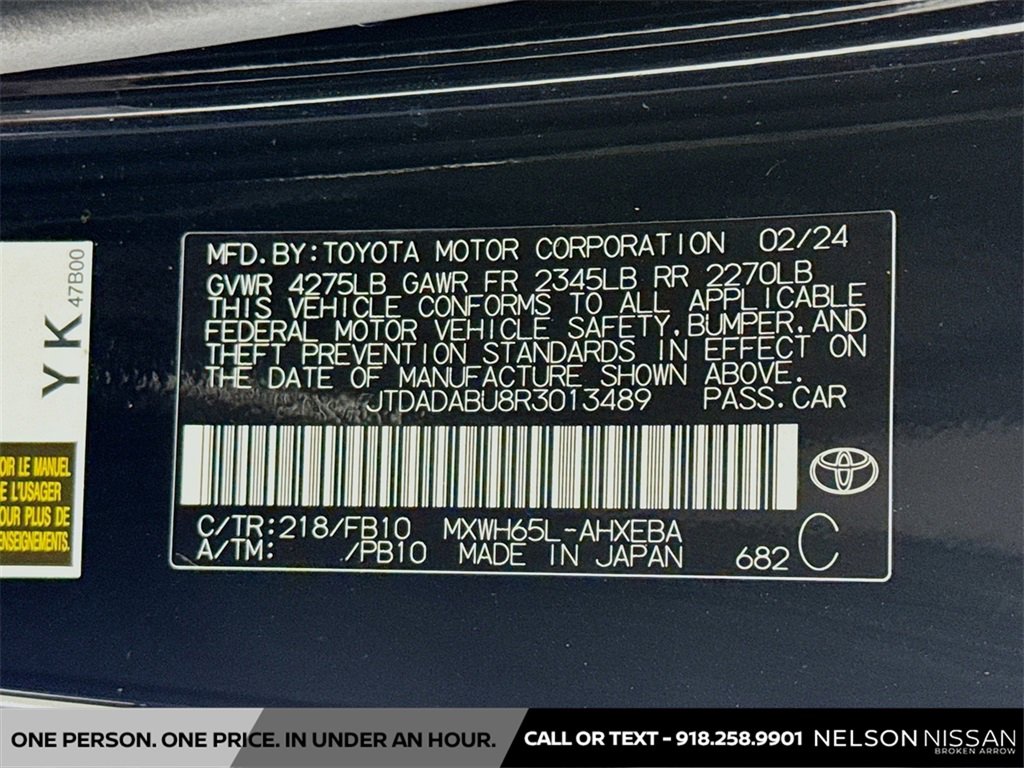 47B00
YK
OIR LE MANUEL
E L'USAGER
OUR PLUS DE
ENSEIGNEMENTS.
MFD. BY: TOYOTA MOTOR CORPORATION 02/24
GVWR 4275LB GAWR FR 2345LB RR 2270LB
THIS VEHICLE CONFORMS TO ALL APPLICABLE
FEDERAL MOTOR VEHICLE SAFETY, BUMPER, AND
THEFT PREVENTION STANDARDS IN EFFECT ON
THE DATE OF MANUFACTURE SHOWN ABOVE.
JTDADABU8R3013489 PASS. CAR
C/TR: 218/FB10 MXWH65L-AHXEBA
A/TM: /PB10 MADE IN JAPAN 682 C
ONE PERSON. ONE PRICE. IN UNDER AN HOUR.
CALL OR TEXT - 918.258.9901 NELSON NISSAN
BROKEN ARROW